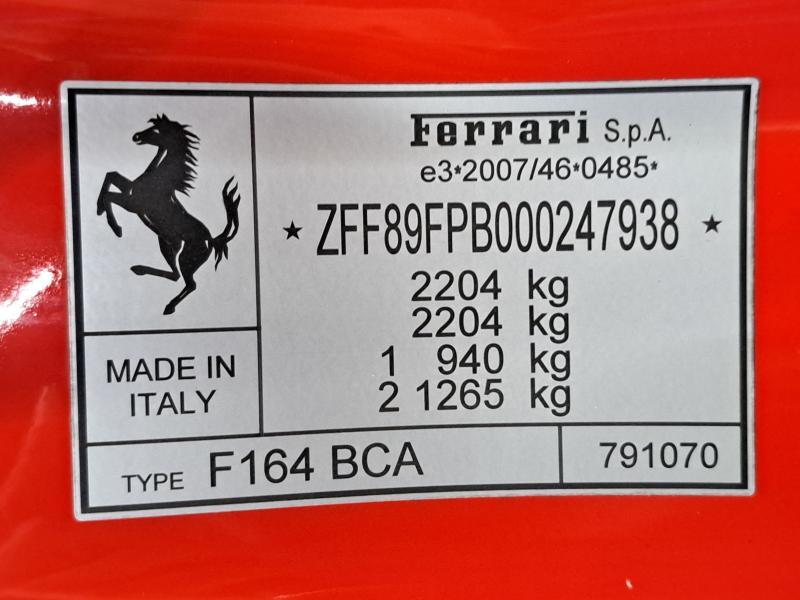 Ferrari S.p.A.
e3*2007/46*0485*
★ ZFF89FPB000247938 ★
2204 kg
2204 kg
1 940 kg
2 1265 kg
MADE IN
ITALY
TYPE F164 BCA
791070